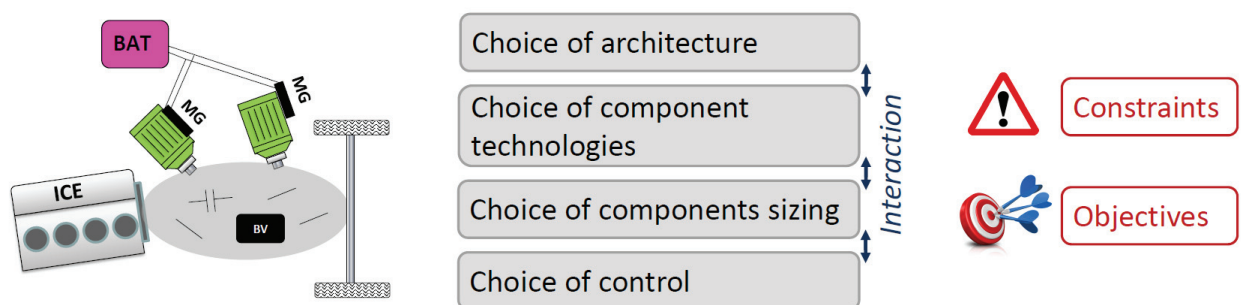 BAT
MG
MG
ICE
BV
Choice of architecture
Choice of component
technologies
Choice of components sizing
Choice of control
Interaction
Constraints
Objectives